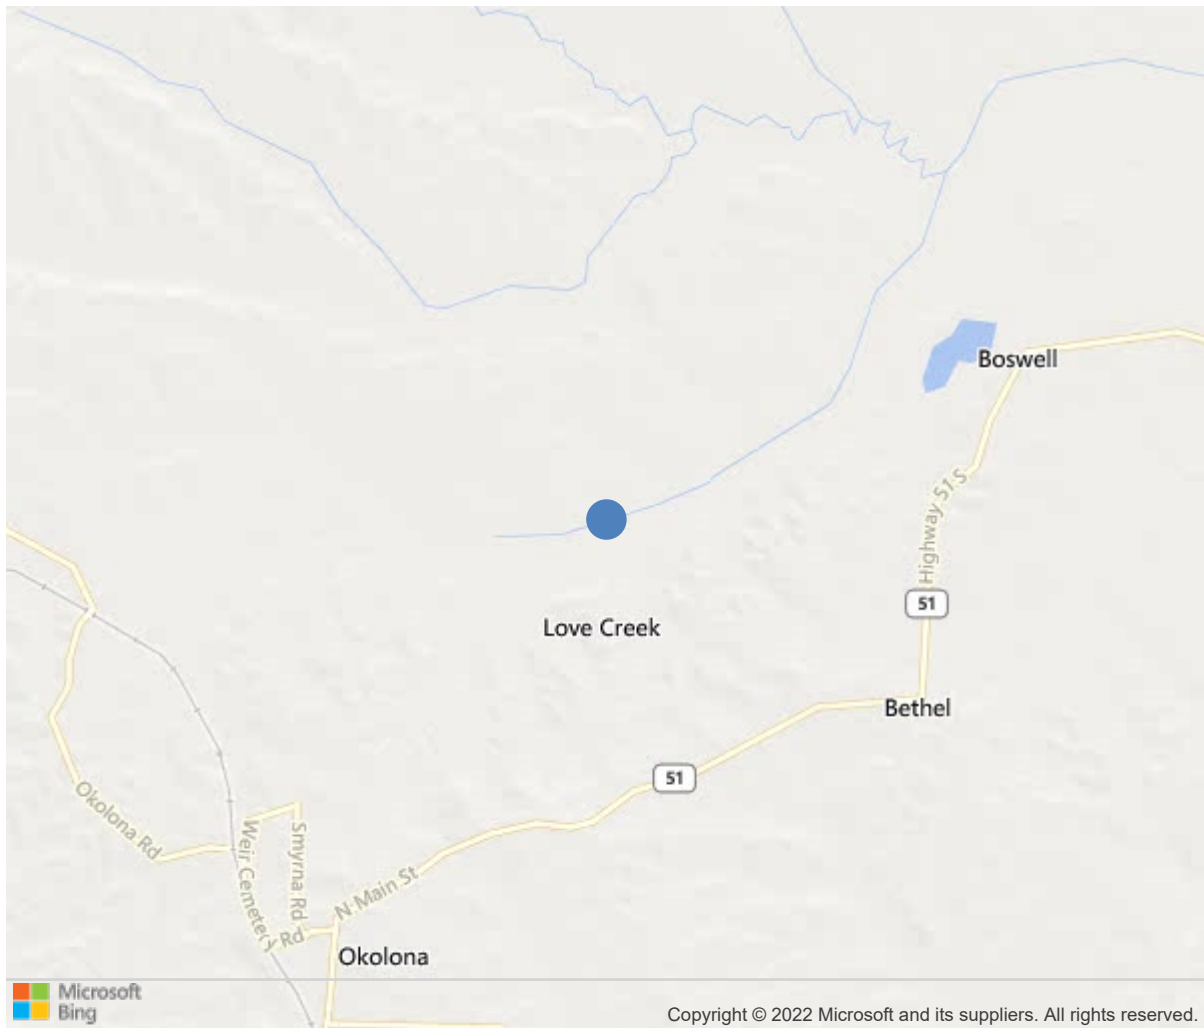 Boswell
Highway 51 S
51
Love Creek
Bethel
51
Okolona Rd
Weir Cemetery Rd
Smyrna Rd
N Main St
Okolona
Microsoft
Bing
Copyright © 2022 Microsoft and its suppliers. All rights reserved.